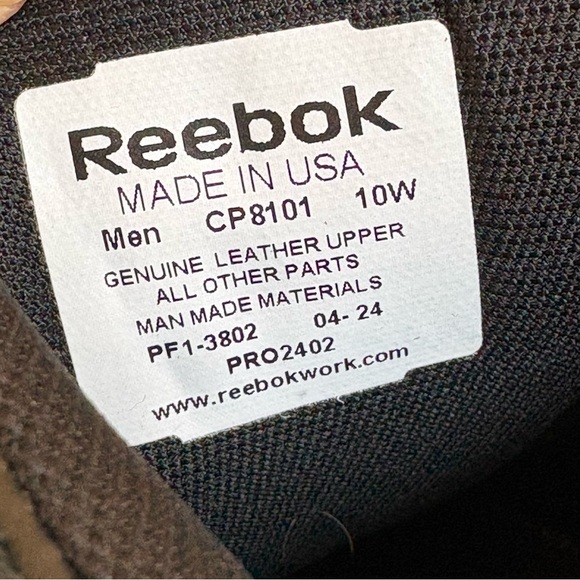 Reebok
MADE IN USA
Men CP8101 10W
GENUINE LEATHER UPPER
ALL OTHER PARTS
MAN MADE MATERIALS
PF1-3802 04-24
PRO2402
www.reebokwork.com